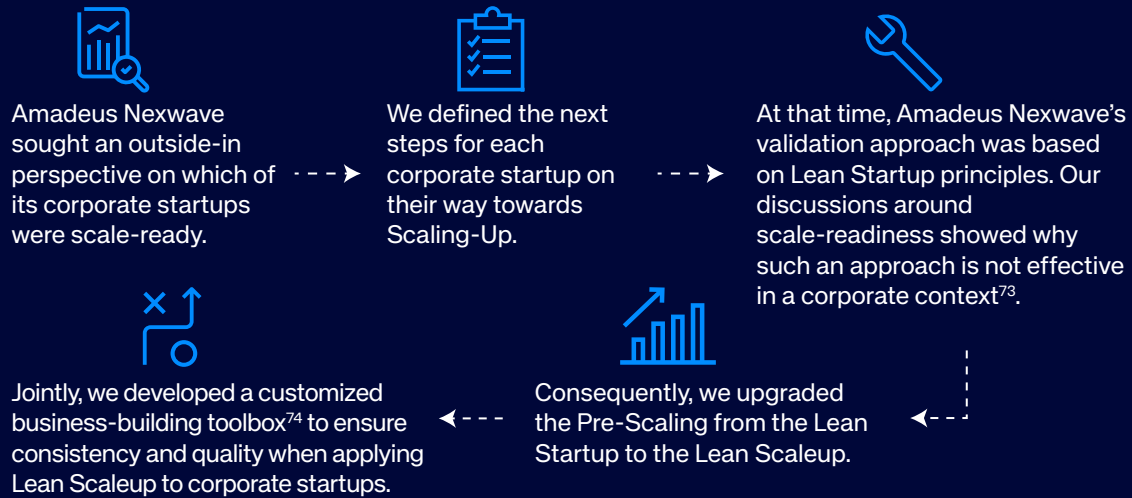 Amadeus Nexwave
sought an outside-in
perspective on which of
its corporate startups
were scale-ready.
We defined the next
steps for each
corporate startup on
their way towards
Scaling-Up.
At that time, Amadeus Nexwave’s
validation approach was based
on Lean Startup principles. Our
discussions around
scale-readiness showed why
such an approach is not effective
in a corporate context⁷³.
Consequently, we upgraded
the Pre-Scaling from the Lean
Startup to the Lean Scaleup.
Jointly, we developed a customized
business-building toolbox⁷⁴ to ensure
consistency and quality when applying
Lean Scaleup to corporate startups.